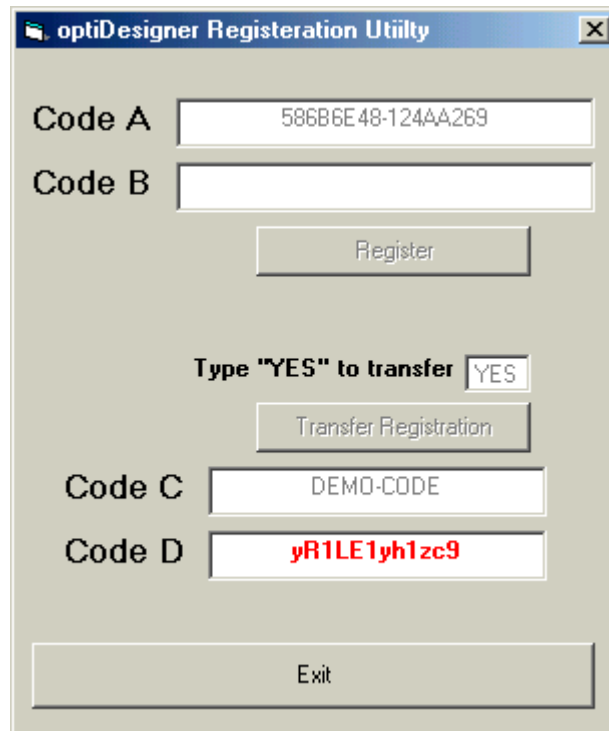 optiDesigner Registeration Utiilty
Code A 586B6E48-124AA269
Code B
Register
Type "YES" to transfer YES
Transfer Registration
Code C DEMO-CODE
Code D yR1LE1yh1zc9
Exit